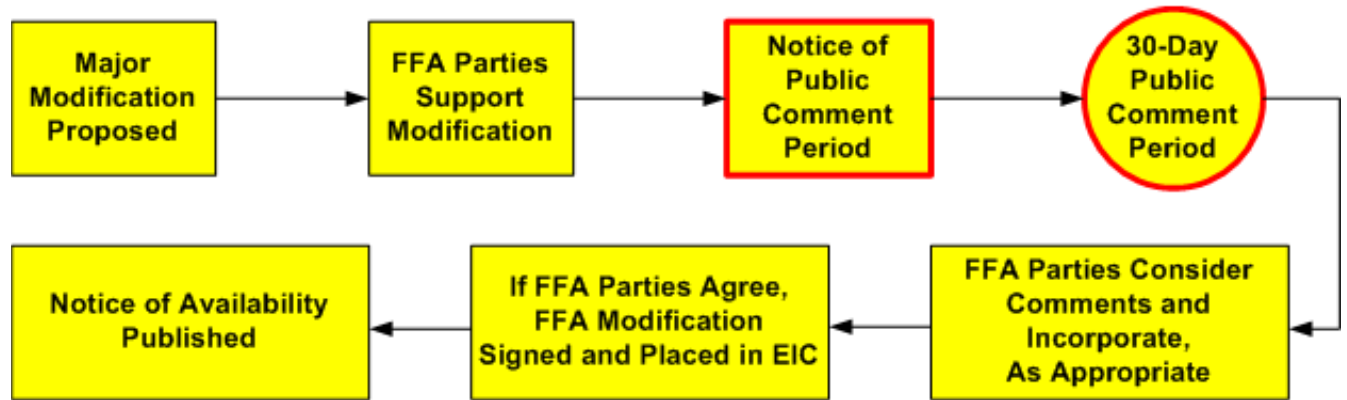 Major
Modification
Proposed
FFA Parties
Support
Modification
Notice of
Public
Comment
Period
30-Day
Public
Comment
Period
FFA Parties Consider
Comments and
Incorporate,
As Appropriate
If FFA Parties Agree,
FFA Modification
Signed and Placed in EIC
Notice of Availability
Published